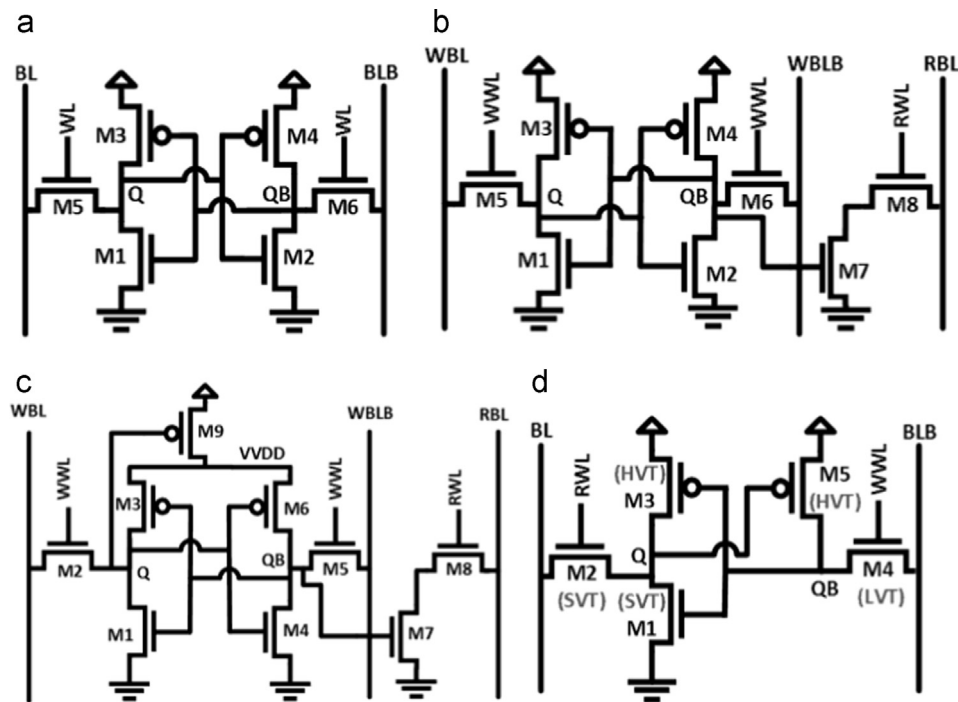 a
BL
BLB
WL
WL
M3
M4
Q
QB
M5
M6
M1
M2
b
WBL
WBLB
RBL
WWL
WWL
RWL
M3
M4
Q
QB
M5
M6
M8
M1
M2
M7
c
WBL
WBLB
RBL
M9
VVDD
WWL
WWL
RWL
M3
M6
M2
Q
QB
M5
M8
M1
M4
M7
d
BL
BLB
RWL
WWL
(HVT)
M3
M5
(HVT)
Q
M2
(SVT)
(SVT)
M1
QB
M4
(LVT)